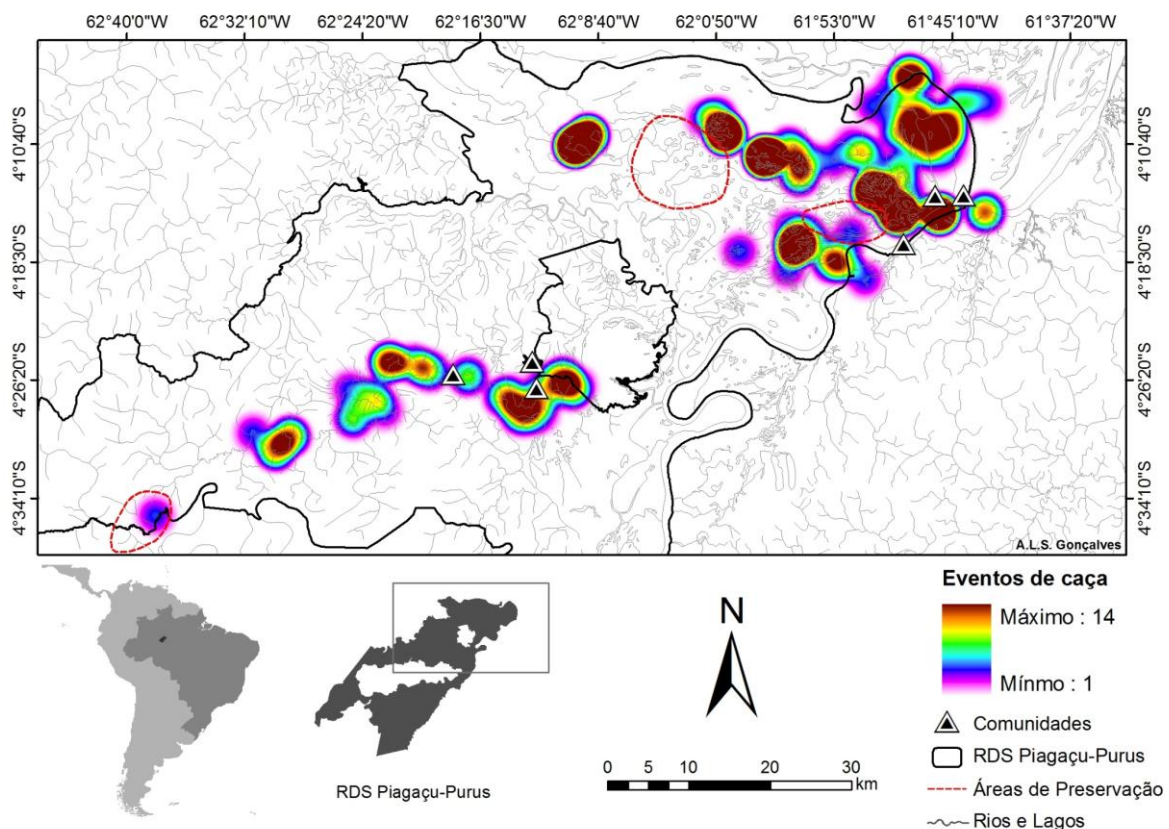 62°40'0"W 62°32'10"W 62°24'20"W 62°16'30"W 62°8'40"W 62°0'50"W 61°53'0"W 61°45'10"W 61°37'20"W
4°10'40"S 4°10'40"S
4°18'30"S 4°18'30"S
4°26'20"S 4°26'20"S
4°34'10"S 4°34'10"S
A.L.S. Gonçalves
RDS Piagaçu-Purus
N
0 5 10 20 30
km
Eventos de caça
Máximo : 14
Mínmo : 1
Comunidades
RDS Piagaçu-Purus
Áreas de Preservação
Rios e Lagos